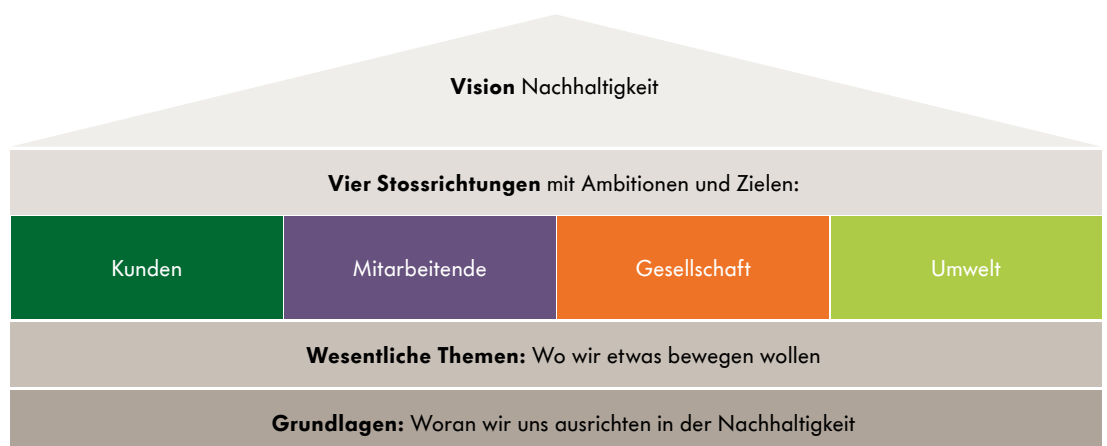 Vision Nachhaltigkeit
Vier Stossrichtungen mit Ambitionen und Zielen:
Kunden
Mitarbeitende
Gesellschaft
Umwelt
Wesentliche Themen: Wo wir etwas bewegen wollen
Grundlagen: Woran wir uns ausrichten in der Nachhaltigkeit